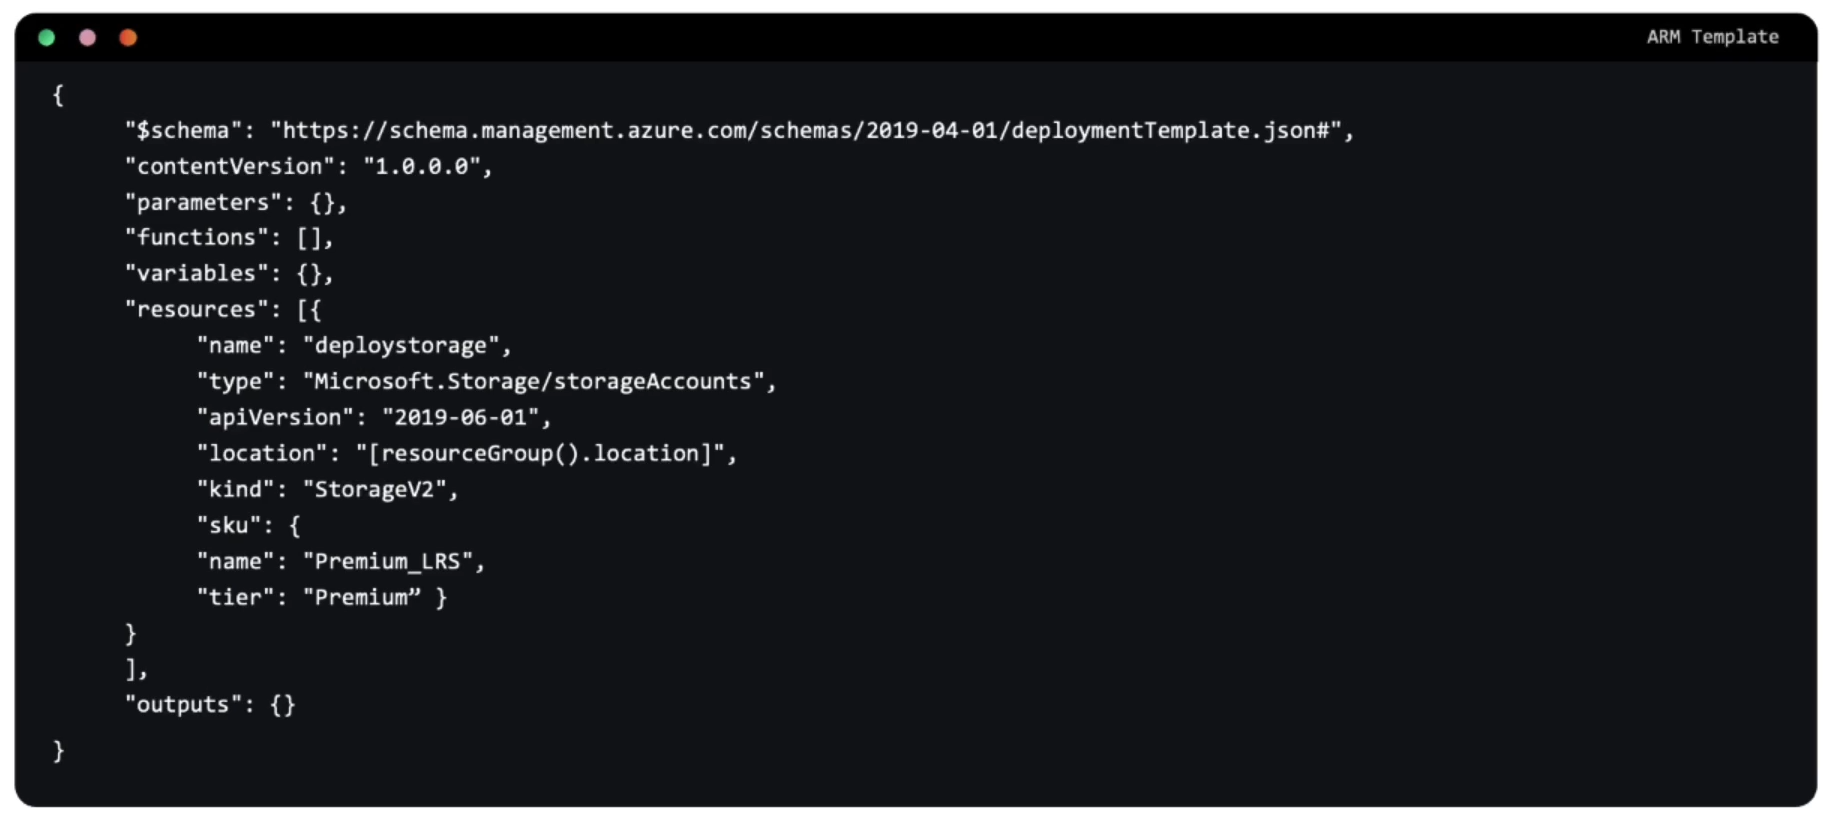 ARM Template
{
"$schema": "https://schema.management.azure.com/schemas/2019-04-01/deploymentTemplate.json#",
"contentVersion": "1.0.0.0",
"parameters": {},
"functions": [],
"variables": {},
"resources": [{
"name": "deploystorage",
"type": "Microsoft.Storage/storageAccounts",
"apiVersion": "2019-06-01",
"location": "[resourceGroup().location]",
"kind": "StorageV2",
"sku": {
"name": "Premium_LRS",
"tier": "Premium” }
}
],
"outputs": {}
}